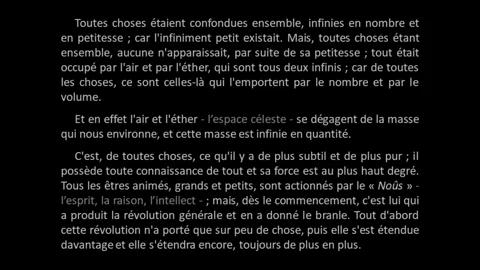 Toutes choses étaient confondues ensemble, infinies en nombre et
en petitesse ; car l'infiniment petit existait. Mais, toutes choses étant
ensemble, aucune n'apparaissait, par suite de sa petitesse ; tout était
occupé par l'air et par l'éther, qui sont tous deux infinis ; car de toutes
les choses, ce sont celles-là qui l'emportent par le nombre et par le
volume.
Et en effet l'air et l'éther - l’espace céleste - se dégagent de la masse
qui nous environne, et cette masse est infinie en quantité.
C'est, de toutes choses, ce qu'il y a de plus subtil et de plus pur ; il
possède toute connaissance de tout et sa force est au plus haut degré.
Tous les êtres animés, grands et petits, sont actionnés par le « Noûs » -
l’esprit, la raison, l’intellect - ; mais, dès le commencement, c'est lui qui
a produit la révolution générale et en a donné le branle. Tout d'abord
cette révolution n'a porté que sur peu de chose, puis elle s'est étendue
davantage et elle s'étendra encore, toujours de plus en plus.